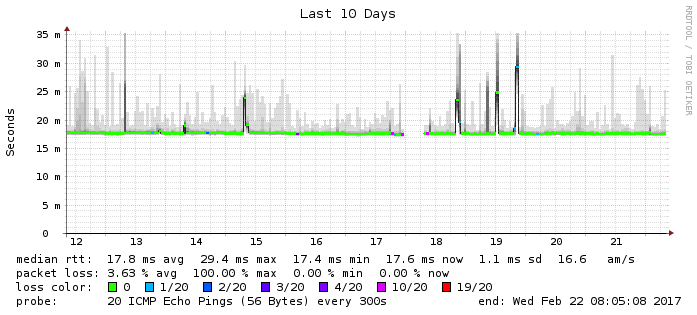 Last 10 Days
RRDTOOL / TOBI OETIKER
Seconds
35 m
30 m
25 m
20 m
15 m
10 m
5 m
0
12 13 14 15 16 17 18 19 20 21
median rtt: 17.8 ms avg 29.4 ms max 17.4 ms min 17.6 ms now 1.1 ms sd 16.6 am/s
packet loss: 3.63 % avg 100.00 % max 0.00 % min 0.00 % now
loss color: 0 1/20 2/20 3/20 4/20 10/20 19/20
probe: 20 ICMP Echo Pings (56 Bytes) every 300s end: Wed Feb 22 08:05:08 2017